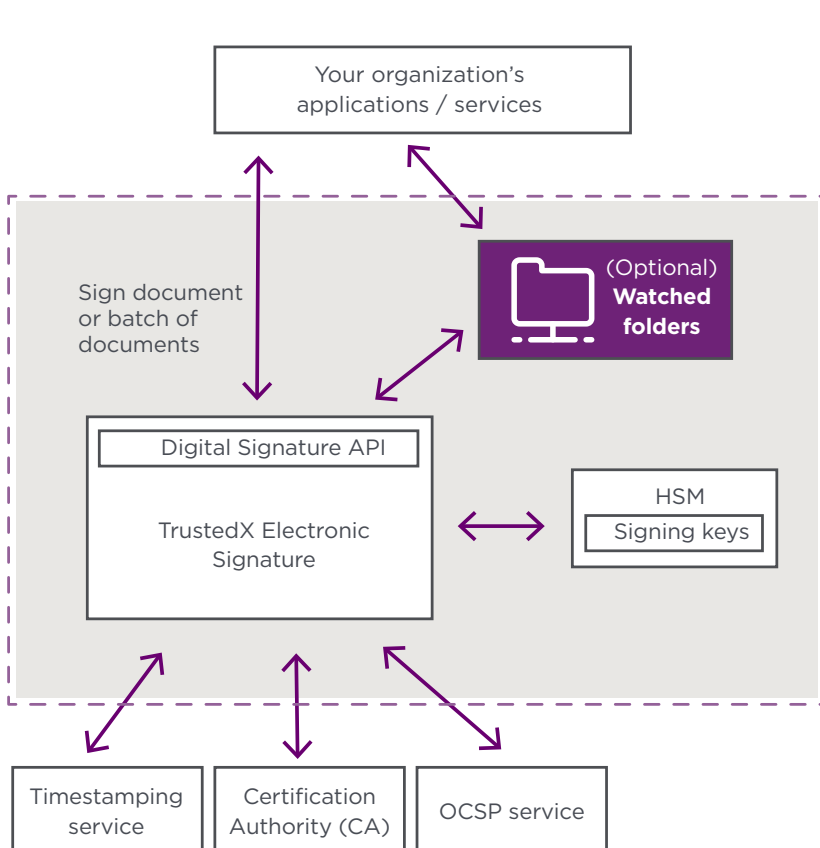 Your organization's
applications / services
(Optional)
Watched
folders
Sign document
or batch of
documents
Digital Signature API
TrustedX Electronic
Signature
HSM
Signing keys
Timestamping
service
Certification
Authority (CA)
OCSP service